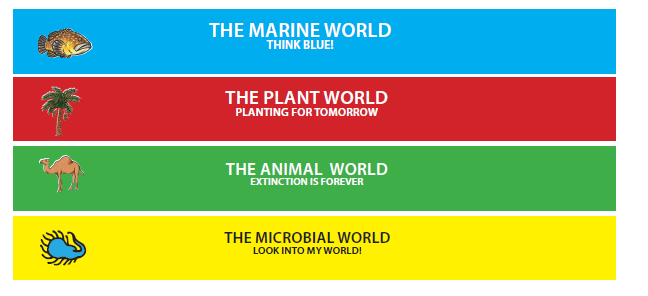 THE MARINE WORLD
THINK BLUE!
THE PLANT WORLD
PLANTING FOR TOMORROW
THE ANIMAL WORLD
EXTINCTION IS FOREVER
THE MICROBIAL WORLD
LOOK INTO MY WORLD!